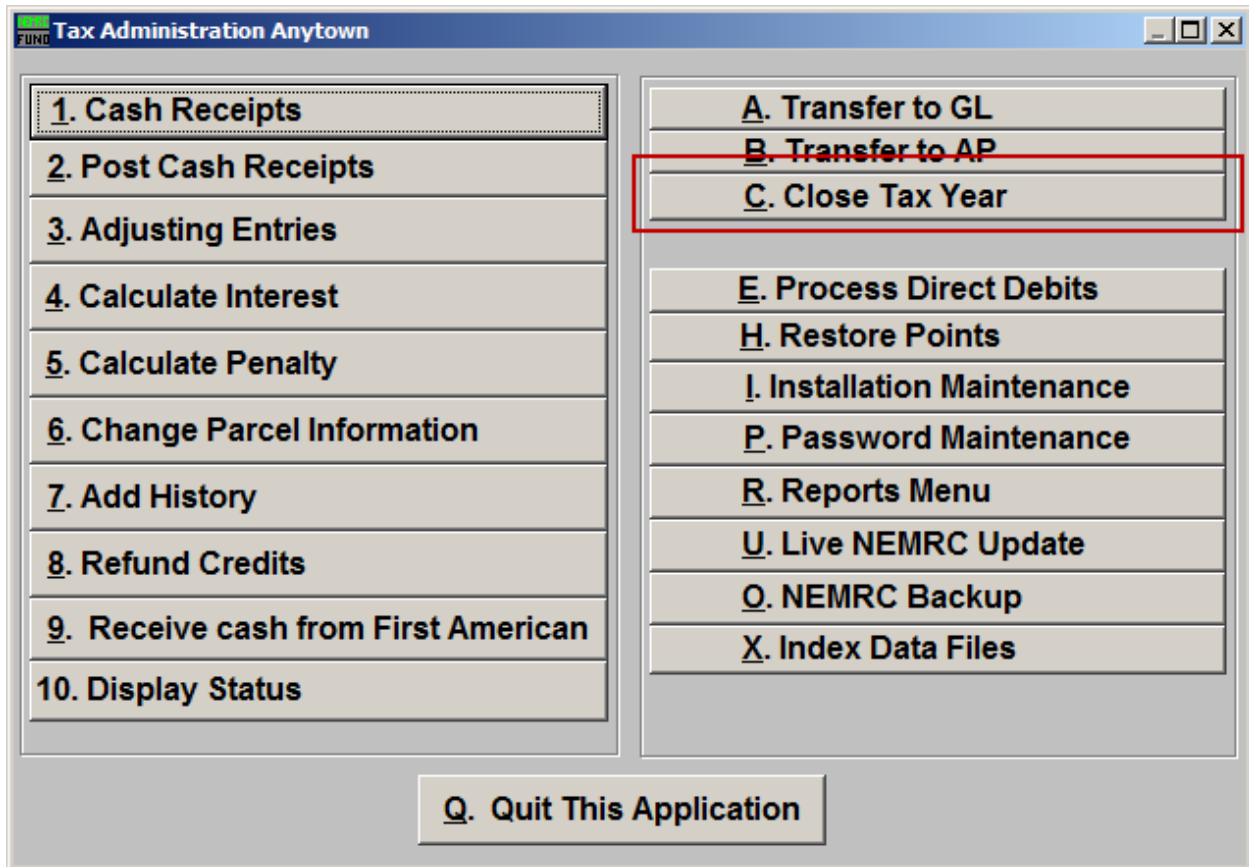 NEMRC
FUND
Tax Administration Anytown
1. Cash Receipts
2. Post Cash Receipts
3. Adjusting Entries
4. Calculate Interest
5. Calculate Penalty
6. Change Parcel Information
7. Add History
8. Refund Credits
9. Receive cash from First American
10. Display Status
A. Transfer to GL
B. Transfer to AP
C. Close Tax Year
E. Process Direct Debits
H. Restore Points
I. Installation Maintenance
P. Password Maintenance
R. Reports Menu
U. Live NEMRC Update
O. NEMRC Backup
X. Index Data Files
Q. Quit This Application